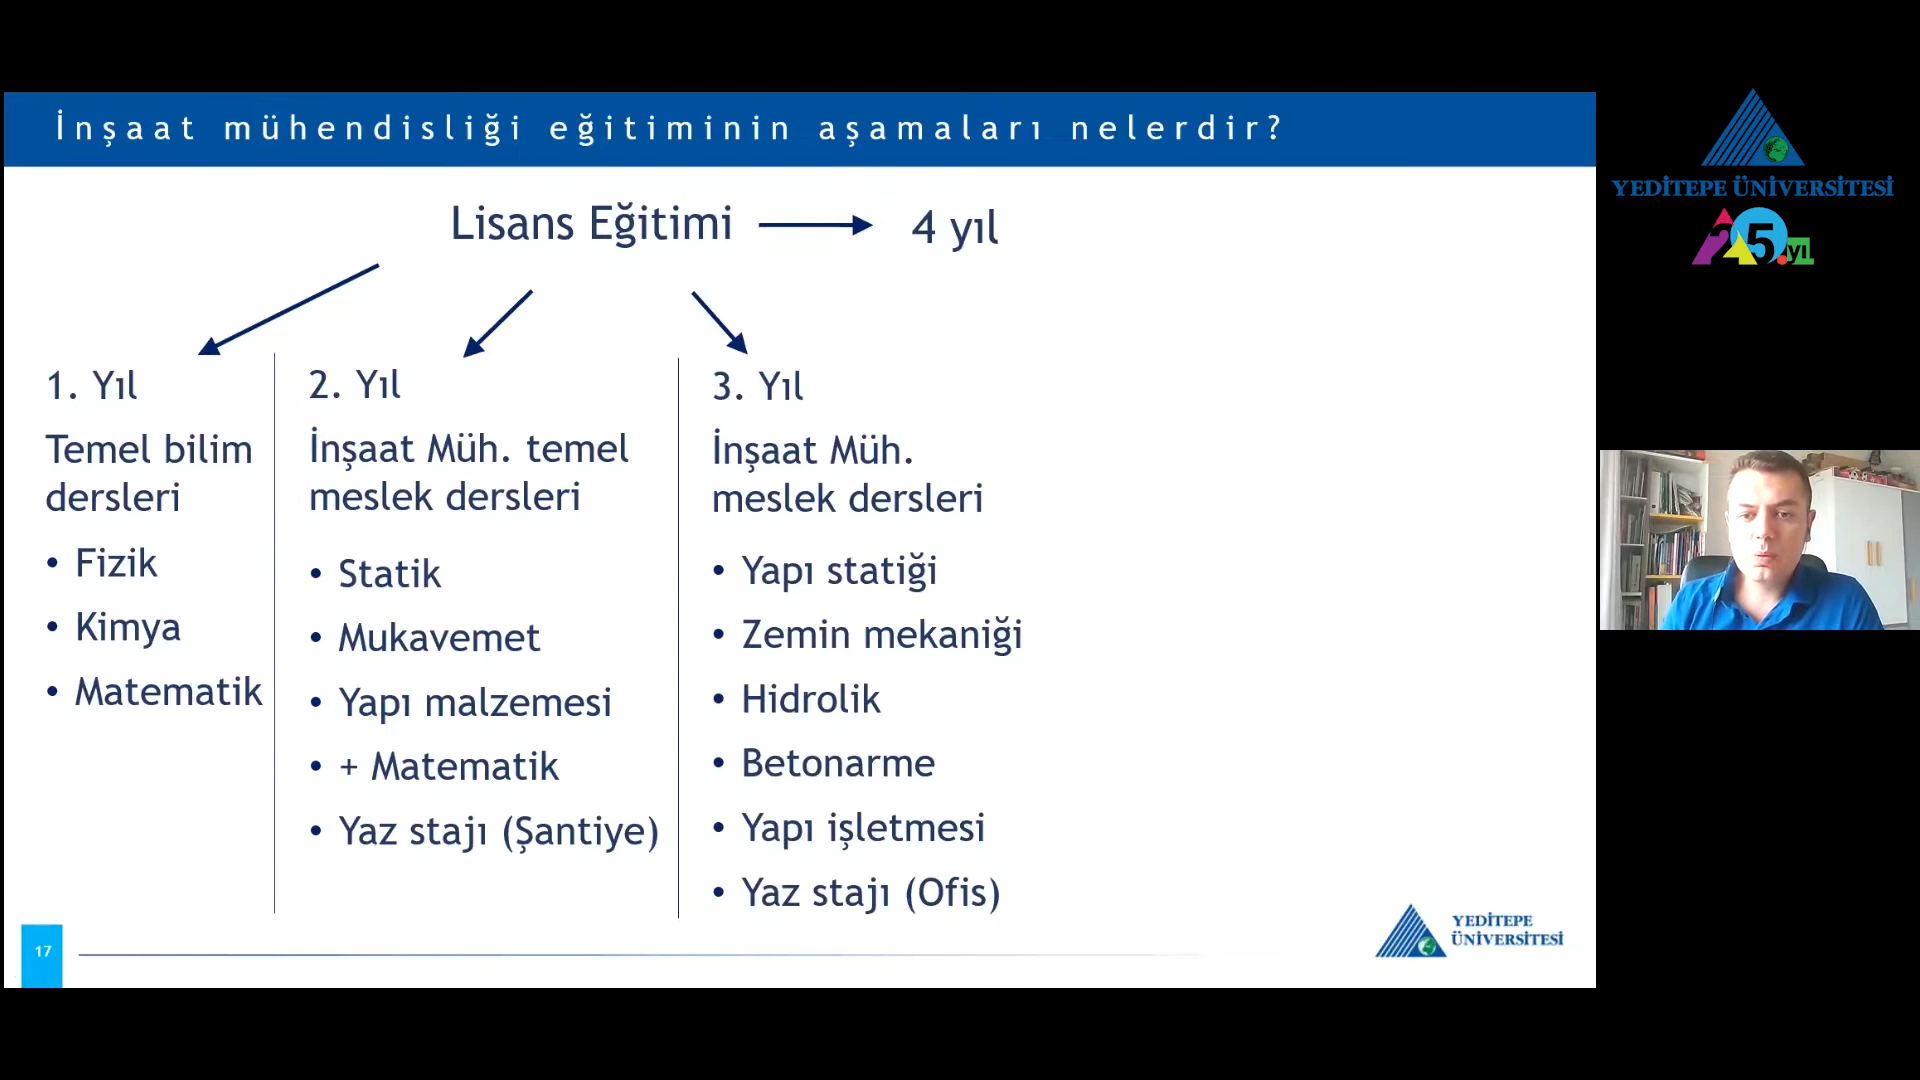 İnşaat mühendisliği eğitiminin aşamaları nelerdir?
Lisans Eğitimi
4 yıl
1. Yıl
Temel bilim
dersleri
• Fizik
• Kimya
• Matematik
2. Yıl
İnşaat Müh. temel
meslek dersleri
• Statik
• Mukavemet
• Yapı malzemesi
• + Matematik
• Yaz stajı (Şantiye)
3. Yıl
İnşaat Müh.
meslek dersleri
• Yapı statiği
• Zemin mekaniği
• Hidrolik
• Betonarme
• Yapı işletmesi
• Yaz stajı (Ofis)
17
YEDİTEPE
ÜNİVERSİTESİ
YEDİTEPE ÜNİVERSİTESİ
25.yıl